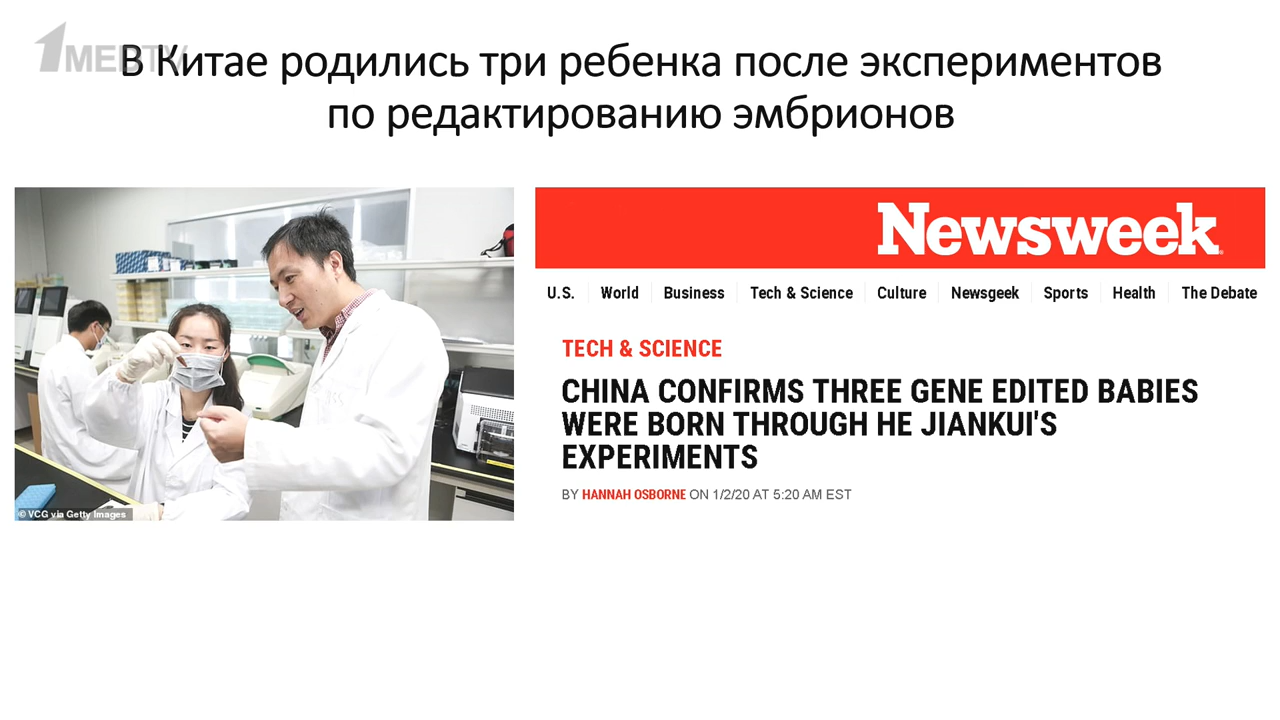 1MEDTV
В Китае родились три ребенка после экспериментов
по редактированию эмбрионов
Newsweek
U.S. World Business Tech & Science Culture Newsgeek Sports Health The Debate
TECH & SCIENCE
CHINA CONFIRMS THREE GENE EDITED BABIES
WERE BORN THROUGH HE JIANKUI'S
EXPERIMENTS
BY HANNAH OSBORNE ON 1/2/20 AT 5:20 AM EST
© VCG via Getty Images